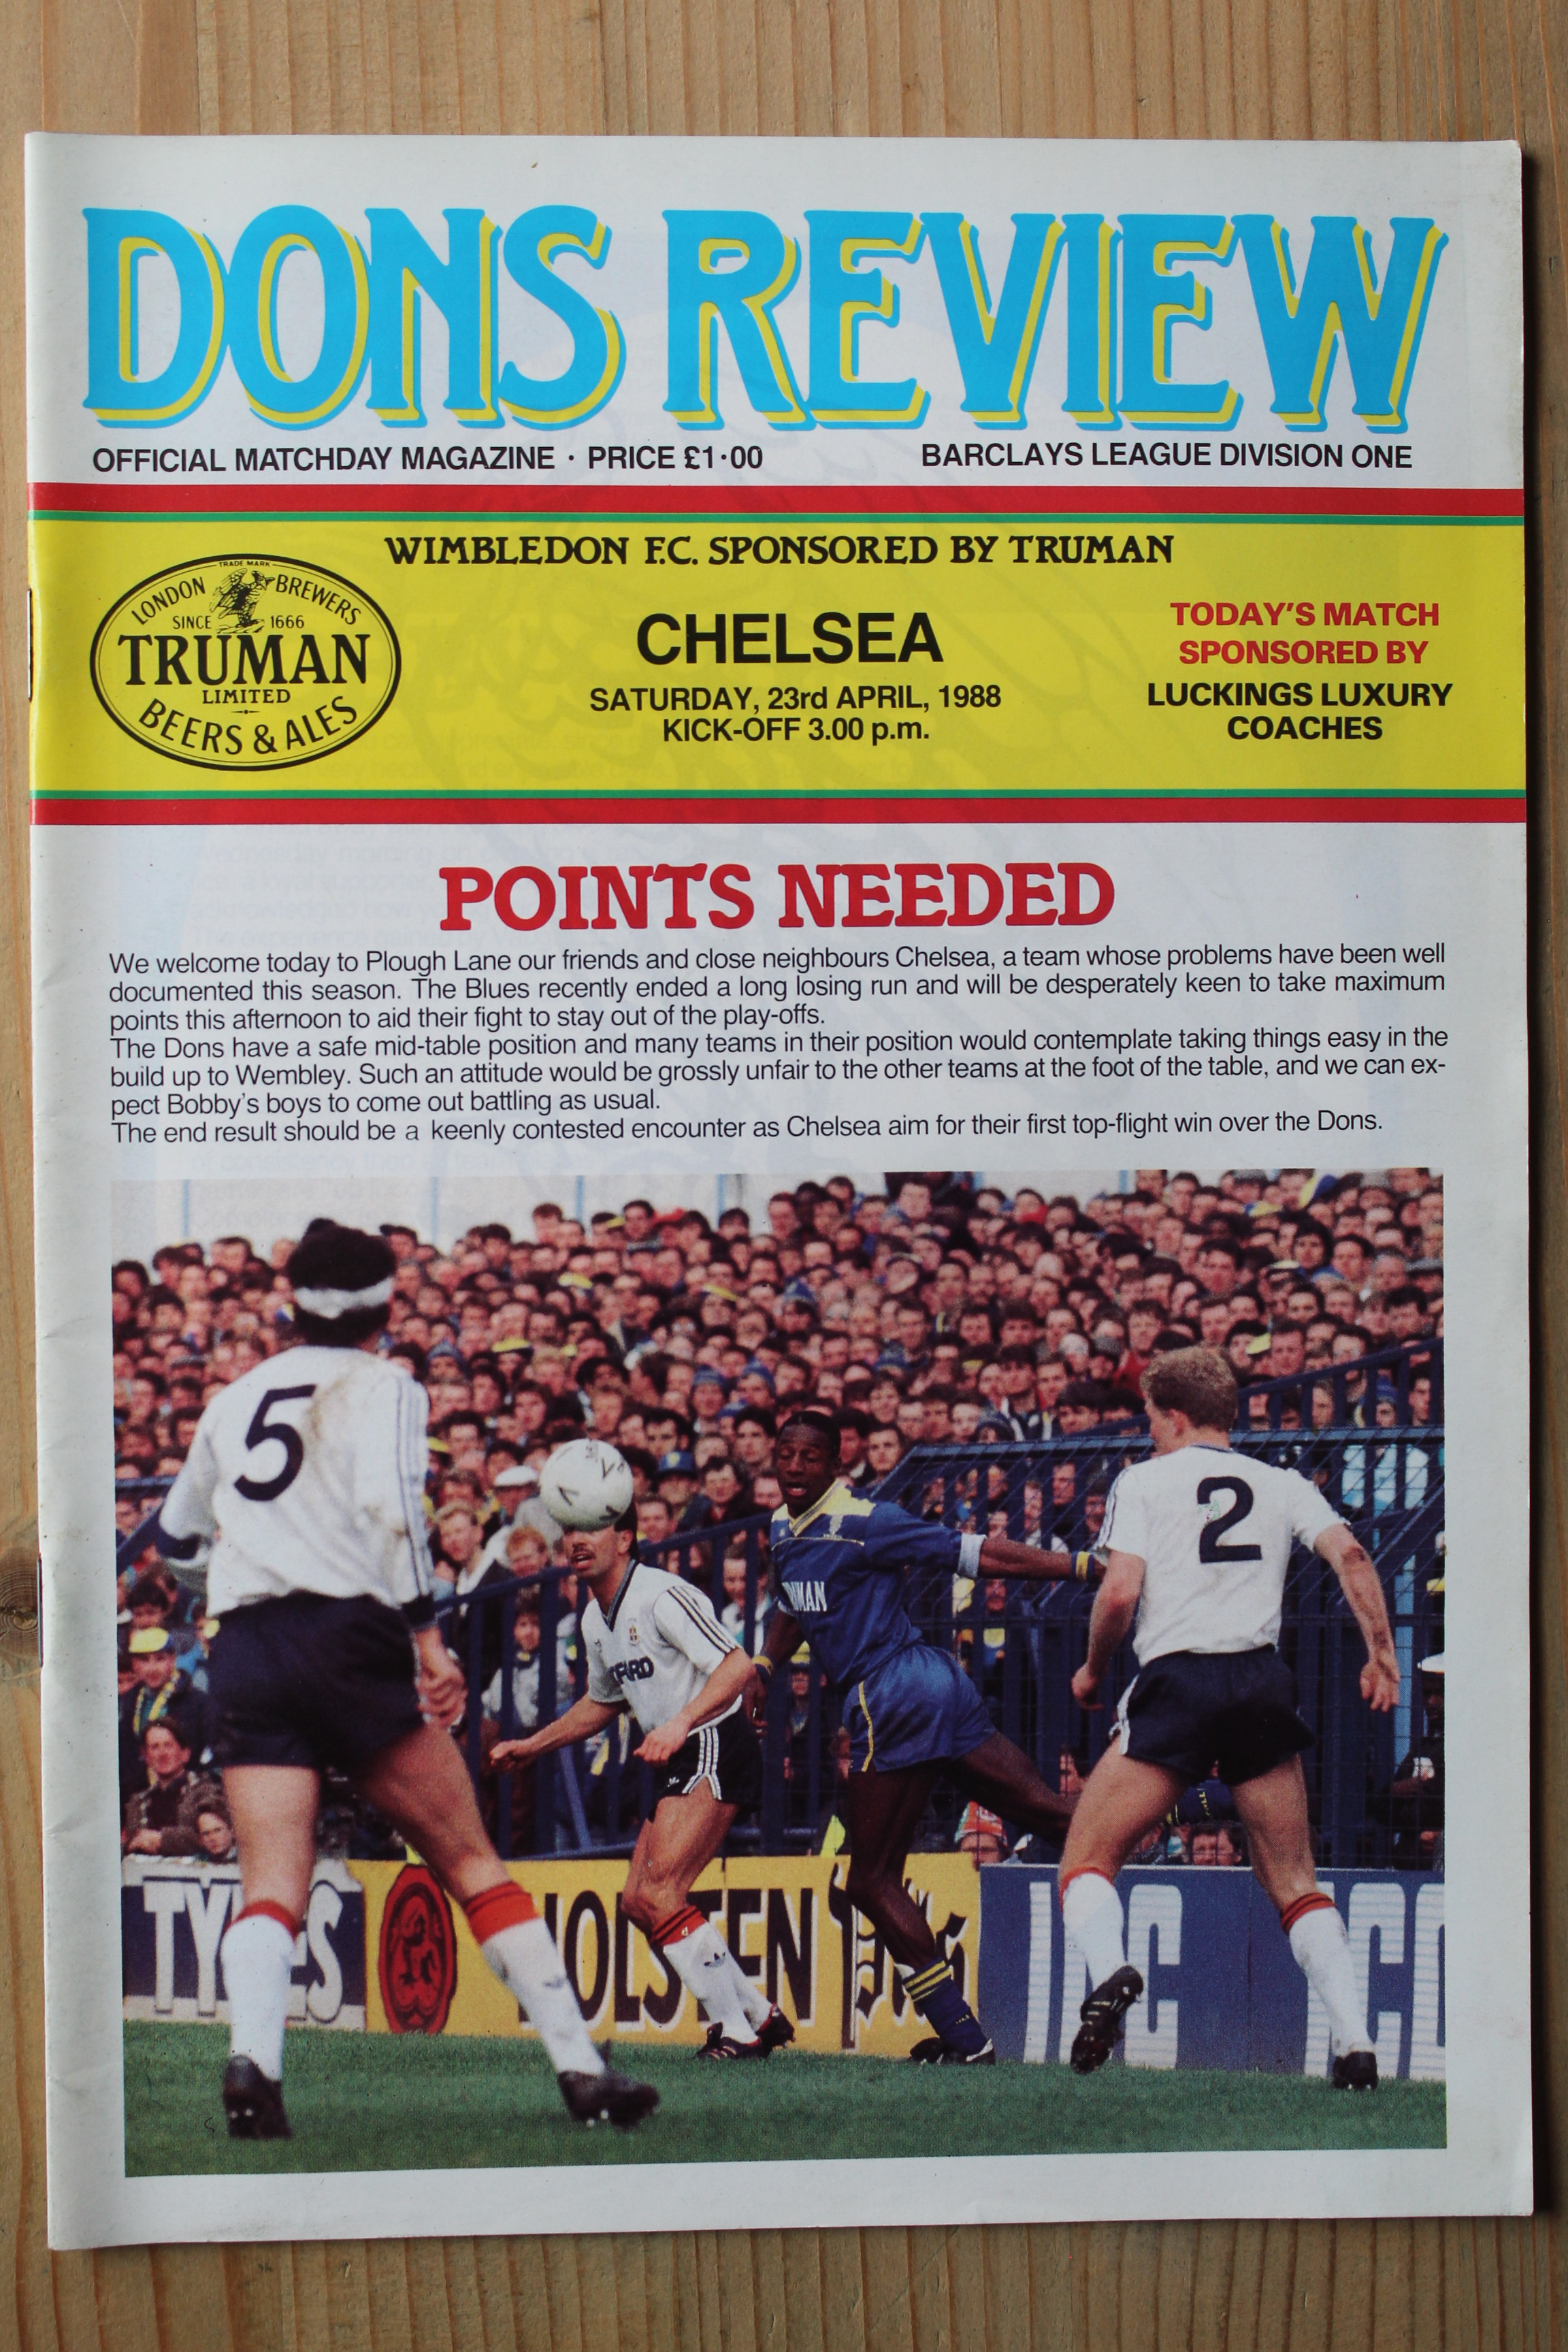 DONS REVIEW
OFFICIAL MATCHDAY MAGAZINE · PRICE £1·00
BARCLAYS LEAGUE DIVISION ONE
WIMBLEDON F.C. SPONSORED BY TRUMAN
TRADE MARK
LONDON BREWERS
SINCE 1666
TRUMAN
LIMITED
BEERS & ALES
CHELSEA
SATURDAY, 23rd APRIL, 1988
KICK-OFF 3.00 p.m.
TODAY'S MATCH
SPONSORED BY
LUCKINGS LUXURY
COACHES
POINTS NEEDED
We welcome today to Plough Lane our friends and close neighbours Chelsea, a team whose problems have been well
documented this season. The Blues recently ended a long losing run and will be desperately keen to take maximum
points this afternoon to aid their fight to stay out of the play-offs.
The Dons have a safe mid-table position and many teams in their position would contemplate taking things easy in the
build up to Wembley. Such an attitude would be grossly unfair to the other teams at the foot of the table, and we can ex-
pect Bobby's boys to come out battling as usual.
The end result should be a keenly contested encounter as Chelsea aim for their first top-flight win over the Dons.
5
2